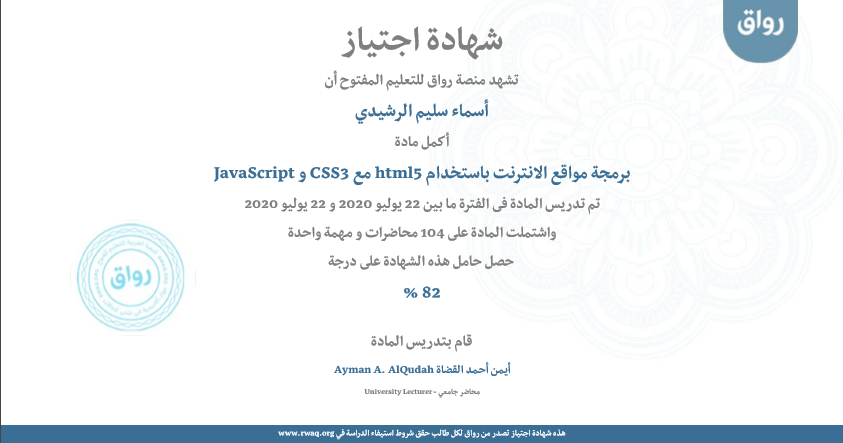 رواق
شهادة اجتياز
تشهد منصة رواق للتعليم المفتوح أن
أسماء سليم الرشيدي
أكمل مادة
برمجة مواقع الانترنت باستخدام html5 مع CSS3 و JavaScript
تم تدريس المادة فى الفترة ما بين 22 يوليو 2020 و 22 يوليو 2020
واشتملت المادة على 104 محاضرات و مهمة واحدة
حصل حامل هذه الشهادة على درجة
82 %
رواق
قام بتدريس المادة
أيمن أحمد القضاة Ayman A. AlQudah
محاضر جامعي - University Lecturer
هذه شهادة اجتياز تصدر من رواق لكل طالب حقق شروط استيفاء الدراسة في www.rwaq.org